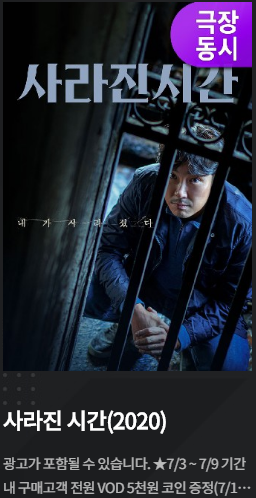 극장
동시
사라진시간
내가 사라졌다
사라진 시간(2020)
광고가 포함될 수 있습니다. ★7/3 ~ 7/9 기간
내 구매고객 전원 VOD 5천원 코인 증정(7/1…